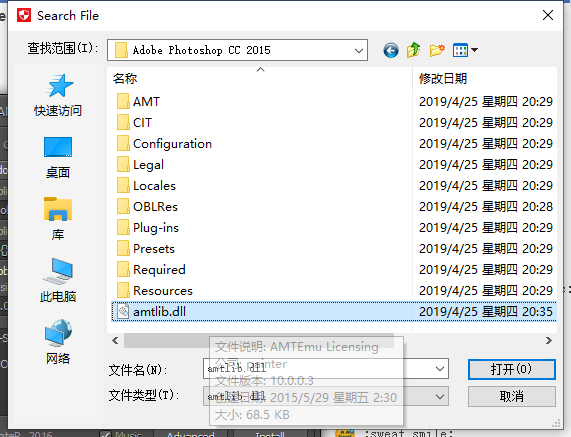 Search File
查找范围(I):
Adobe Photoshop CC 2015
名称
修改日期
快速访问
桌面
库
此电脑
网络
AMT 2019/4/25 星期四 20:29
CIT 2019/4/25 星期四 20:29
Configuration 2019/4/25 星期四 20:29
Legal 2019/4/25 星期四 20:29
Locales 2019/4/25 星期四 20:29
OBLRes 2019/4/25 星期四 20:28
Plug-ins 2019/4/25 星期四 20:29
Presets 2019/4/25 星期四 20:29
Required 2019/4/25 星期四 20:29
Resources 2019/4/25 星期四 20:29
amtlib.dll 2019/4/25 星期四 20:35
文件说明: AMTEmu Licensing
公司: painter
文件版本: 10.0.0.3
创建日期: 2015/5/29 星期五 2:30
大小: 68.5 KB
文件名(N):
amtlib.dll
打开(O)
文件类型(T):
amtlib.dll
取消
Music
Advanced
Install
:sweat_smile: